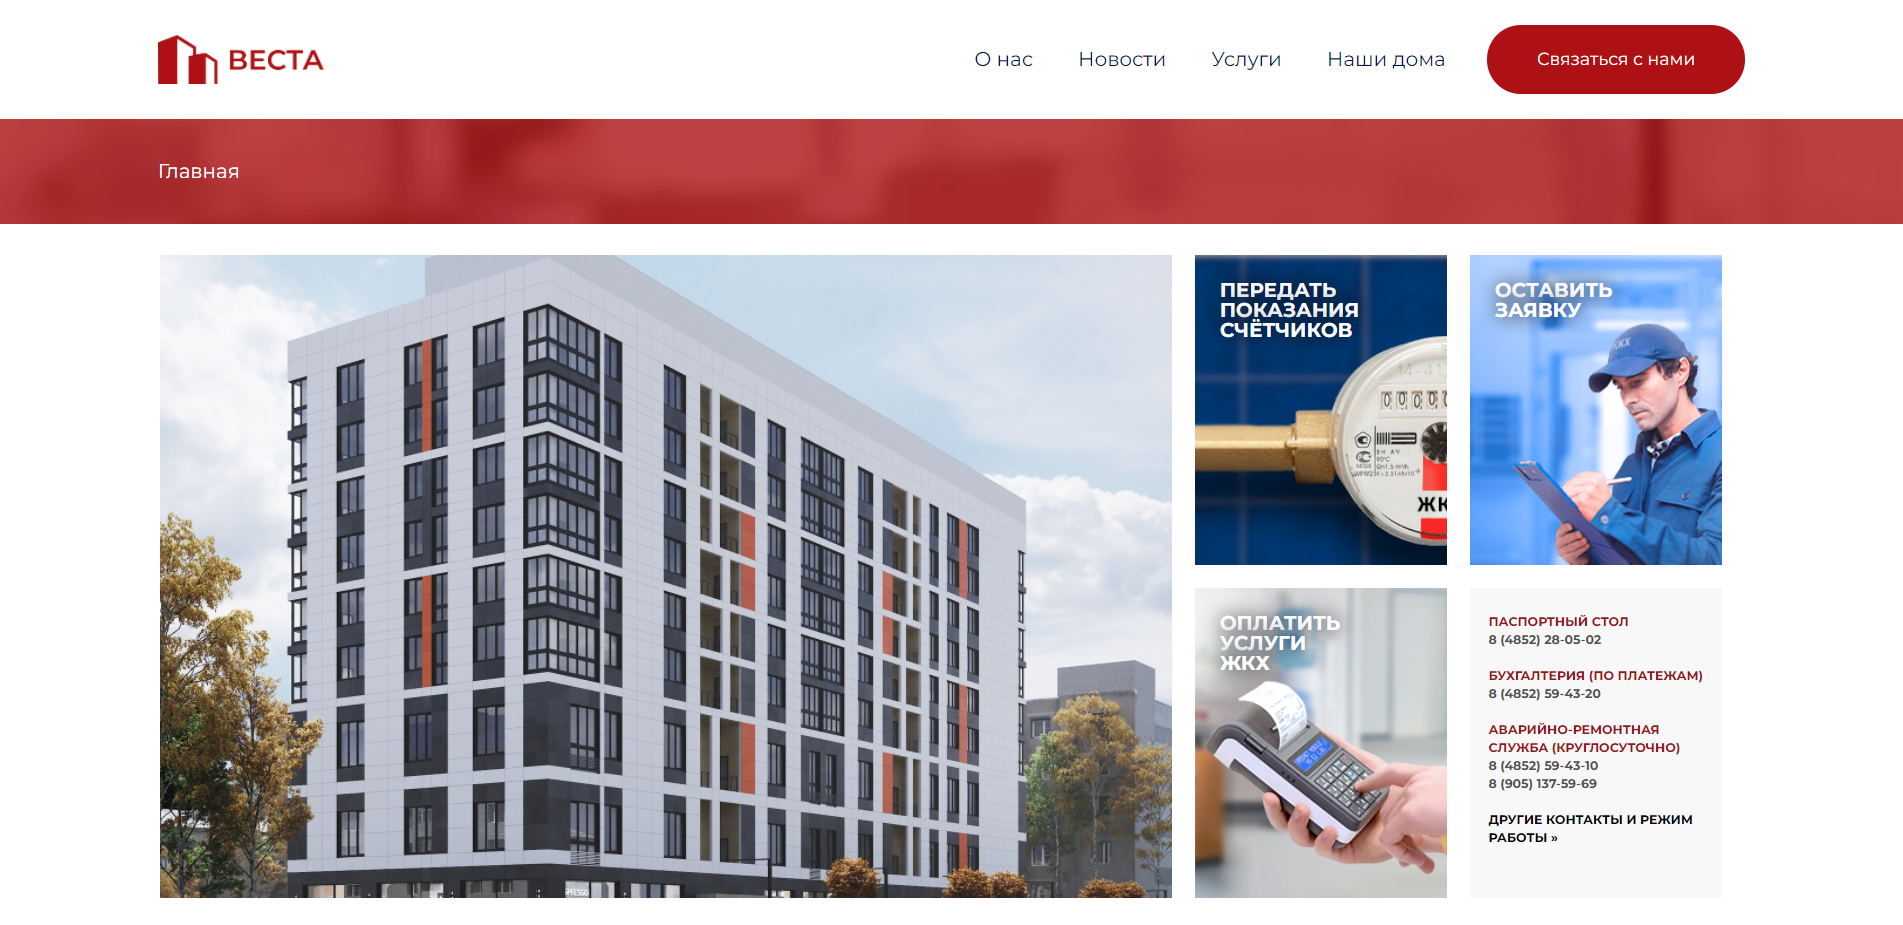 ВЕСТА
О нас
Новости
Услуги
Наши дома
Связаться с нами
Главная
ПЕРЕДАТЬ
ПОКАЗАНИЯ
СЧЁТЧИКОВ
ОСТАВИТЬ
ЗАЯВКУ
ЖКХ
ОПЛАТИТЬ
УСЛУГИ
ЖКХ
ПАСПОРТНЫЙ СТОЛ
8 (4852) 28-05-02
БУХГАЛТЕРИЯ (ПО ПЛАТЕЖАМ)
8 (4852) 59-43-20
АВАРИЙНО-РЕМОНТНАЯ
СЛУЖБА (КРУГЛОСУТОЧНО)
8 (4852) 59-43-10
8 (905) 137-59-69
ДРУГИЕ КОНТАКТЫ И РЕЖИМ
РАБОТЫ »